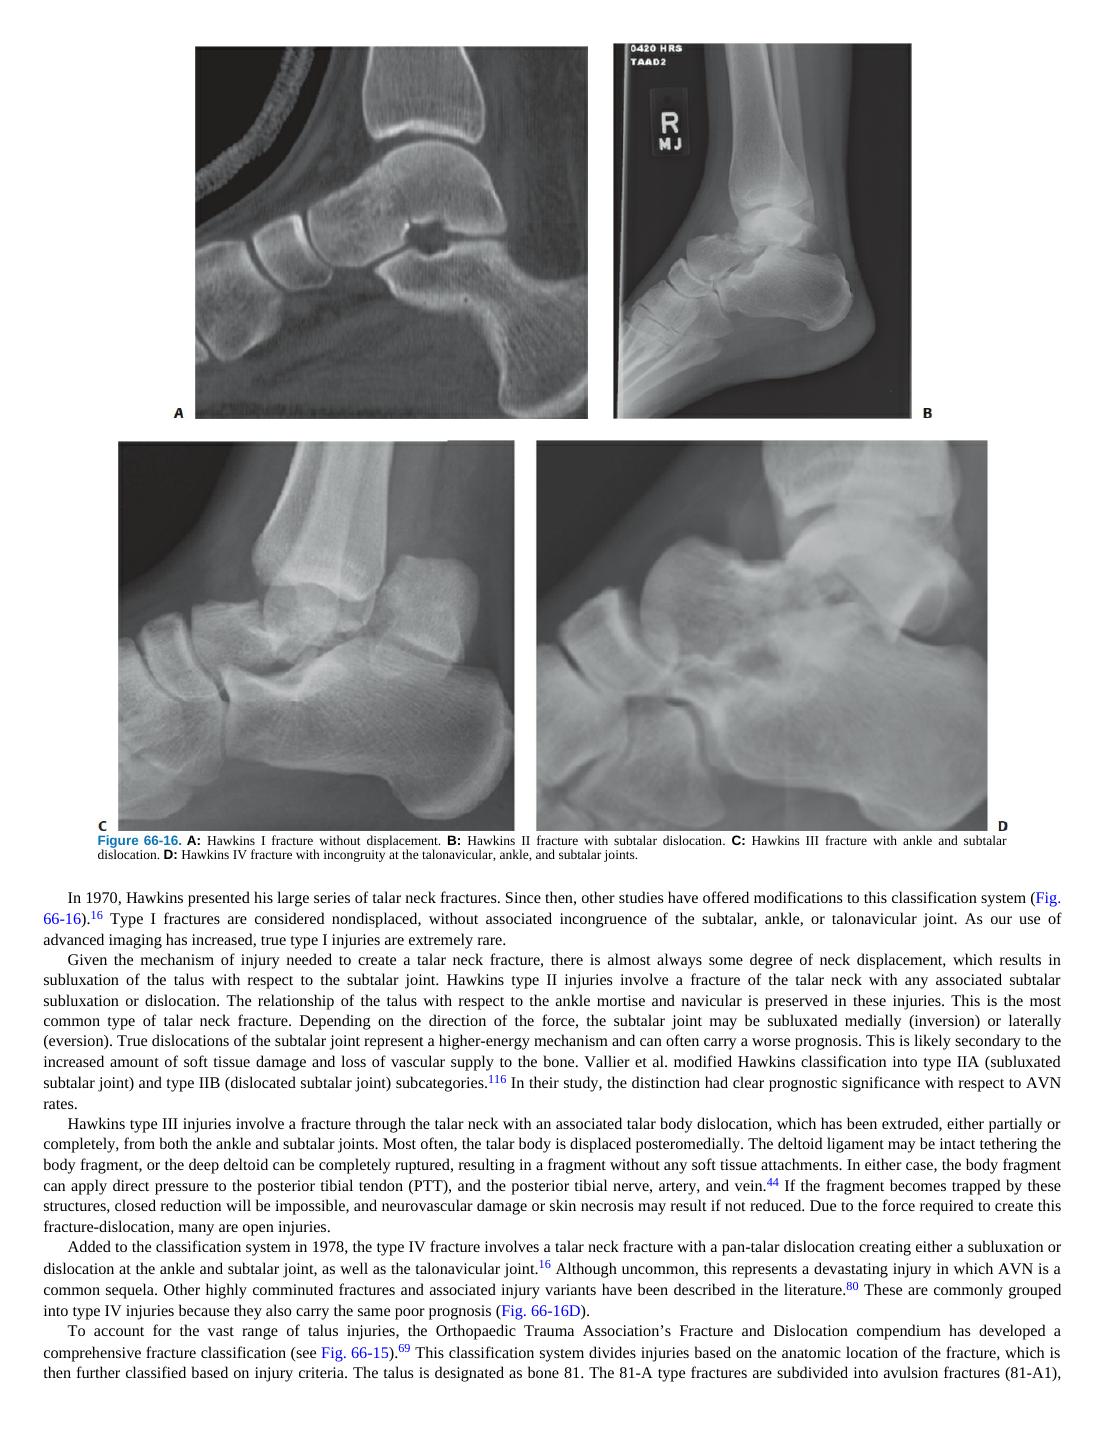 0420 HRS
TAAD2
R
MJ
A
B
C
D
Figure 66-16. A: Hawkins I fracture without displacement. B: Hawkins II fracture with subtalar dislocation. C: Hawkins III fracture with ankle and subtalar
dislocation. D: Hawkins IV fracture with incongruity at the talonavicular, ankle, and subtalar joints.
In 1970, Hawkins presented his large series of talar neck fractures. Since then, other studies have offered modifications to this classification system (Fig.
66-16).16 Type I fractures are considered nondisplaced, without associated incongruence of the subtalar, ankle, or talonavicular joint. As our use of
advanced imaging has increased, true type I injuries are extremely rare.
Given the mechanism of injury needed to create a talar neck fracture, there is almost always some degree of neck displacement, which results in
subluxation of the talus with respect to the subtalar joint. Hawkins type II injuries involve a fracture of the talar neck with any associated subtalar
subluxation or dislocation. The relationship of the talus with respect to the ankle mortise and navicular is preserved in these injuries. This is the most
common type of talar neck fracture. Depending on the direction of the force, the subtalar joint may be subluxated medially (inversion) or laterally
(eversion). True dislocations of the subtalar joint represent a higher-energy mechanism and can often carry a worse prognosis. This is likely secondary to the
increased amount of soft tissue damage and loss of vascular supply to the bone. Vallier et al. modified Hawkins classification into type IIA (subluxated
subtalar joint) and type IIB (dislocated subtalar joint) subcategories.116 In their study, the distinction had clear prognostic significance with respect to AVN
rates.
Hawkins type III injuries involve a fracture through the talar neck with an associated talar body dislocation, which has been extruded, either partially or
completely, from both the ankle and subtalar joints. Most often, the talar body is displaced posteromedially. The deltoid ligament may be intact tethering the
body fragment, or the deep deltoid can be completely ruptured, resulting in a fragment without any soft tissue attachments. In either case, the body fragment
can apply direct pressure to the posterior tibial tendon (PTT), and the posterior tibial nerve, artery, and vein.44 If the fragment becomes trapped by these
structures, closed reduction will be impossible, and neurovascular damage or skin necrosis may result if not reduced. Due to the force required to create this
fracture-dislocation, many are open injuries.
Added to the classification system in 1978, the type IV fracture involves a talar neck fracture with a pan-talar dislocation creating either a subluxation or
dislocation at the ankle and subtalar joint, as well as the talonavicular joint.16 Although uncommon, this represents a devastating injury in which AVN is a
common sequela. Other highly comminuted fractures and associated injury variants have been described in the literature.80 These are commonly grouped
into type IV injuries because they also carry the same poor prognosis (Fig. 66-16D).
To account for the vast range of talus injuries, the Orthopaedic Trauma Association’s Fracture and Dislocation compendium has developed a
comprehensive fracture classification (see Fig. 66-15).69 This classification system divides injuries based on the anatomic location of the fracture, which is
then further classified based on injury criteria. The talus is designated as bone 81. The 81-A type fractures are subdivided into avulsion fractures (81-A1),